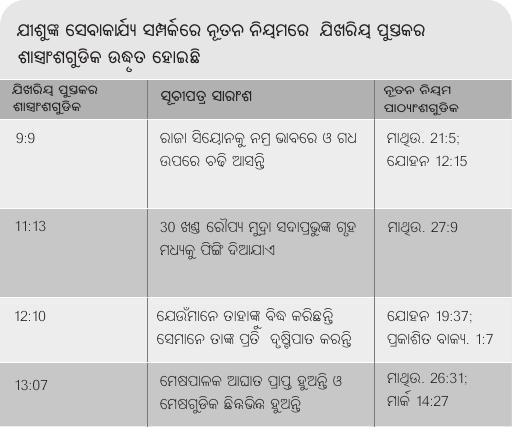 ଯୀଶୁଙ୍କ ସେବାକାର୍ଯ୍ୟ ସମ୍ପର୍କରେ ନୂତନ ନିୟମରେ ଯିଖରିୟ ପୁସ୍ତକର
ଶାସ୍ତ୍ରାଂଶଗୁଡିକ ଉଦ୍ଧୃତ ହୋଇଛି
ଯିଖରିୟ ପୁସ୍ତକର
ଶାସ୍ତ୍ରାଂଶଗୁଡିକ
ସୂଚୀପତ୍ର ସାରାଂଶ
ନୂତନ ନିୟମ
ପାଠ୍ୟାଂଶଗୁଡିକ
9:9
ରାଜା ସିୟୋନକୁ ନମ୍ର ଭାବରେ ଓ ଗଧ
ଉପରେ ଚଢି ଆସନ୍ତି
ମାଥିଉ. 21:5;
ଯୋହନ 12:15
11:13
30 ଖଣ୍ଡ ରୌପ୍ୟ ମୁଦ୍ରା ସଦାପ୍ରଭୁଙ୍କ ଗୃହ
ମଧ୍ୟକୁ ପିଙ୍ଗି ଦିଆଯାଏ
ମାଥିଉ. 27:9
12:10
ଯେଉଁମାନେ ତାହାଙ୍କୁ ବିଦ୍ଧ କରିଛନ୍ତି
ସେମାନେ ତାଙ୍କ ପ୍ରତି ଦୃଷ୍ଟିପାତ କରନ୍ତି
ଯୋହନ 19:37;
ପ୍ରକାଶିତ ବାକ୍ୟ. 1:7
13:07
ମେଷପାଳକ ଆଘାତ ପ୍ରାପ୍ତ ହୁଅନ୍ତି ଓ
ମେଷଗୁଡିକ ଛିନ୍ନଭିନ୍ନ ହୁଅନ୍ତି
ମାଥିଉ. 26:31;
ମାର୍କ 14:27